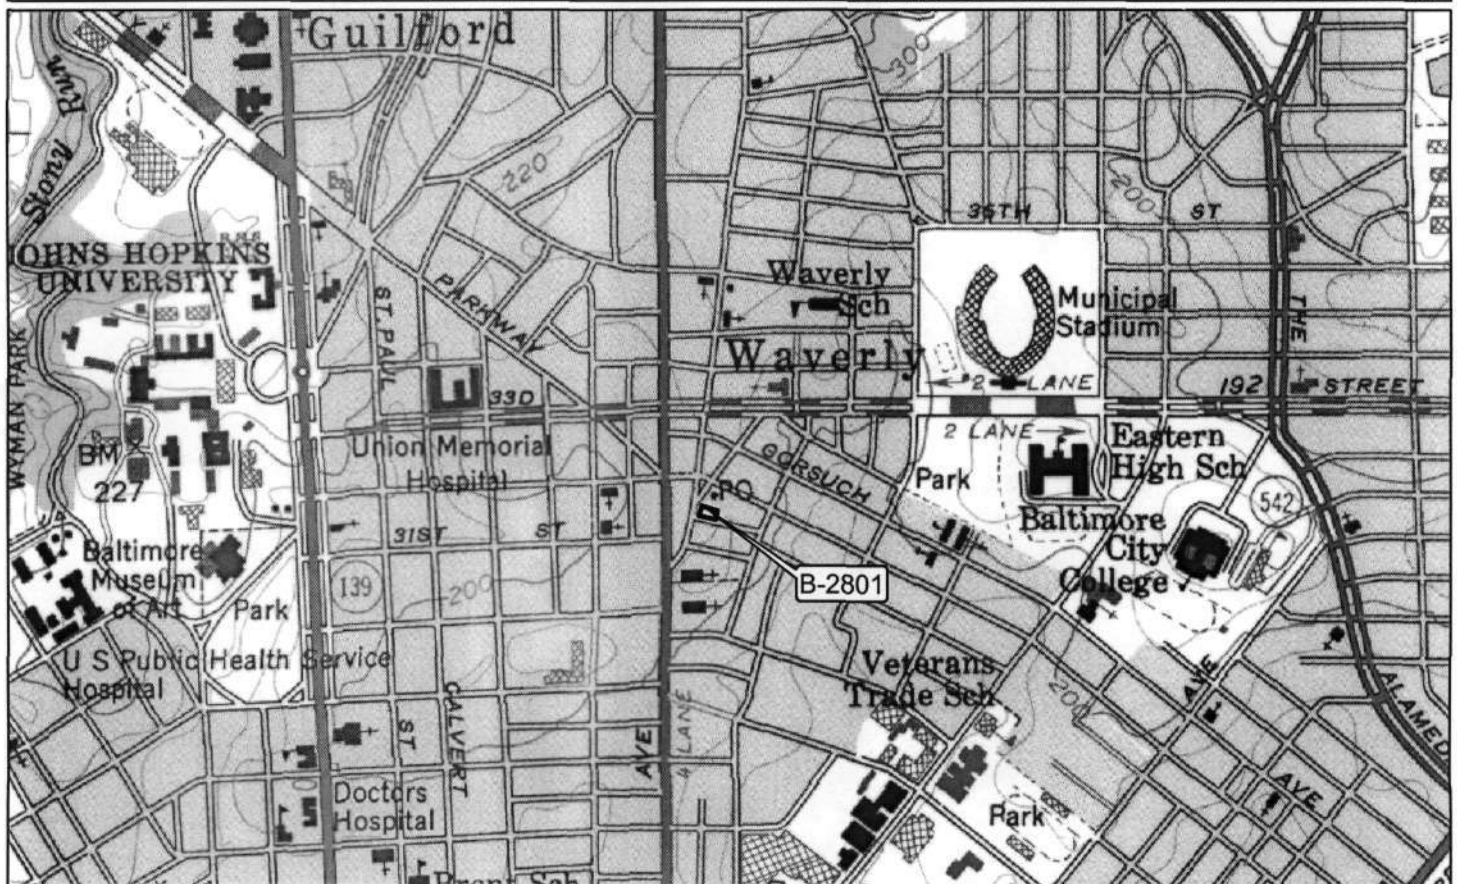 Guilford
Stony Run
300
220
200
36TH ST
JOHNS HOPKINS
UNIVERSITY
Waverly
Sch
Municipal
Stadium
THE
ST. PAUL
PARKWAY
WYMAN PARK
Waverly
2 LANE
192 STREET
33D
2 LANE
Union Memorial
Hospital
GORSUCH
Park
Eastern
High Sch
BM
227
PO
542
31ST ST
Baltimore
City
College
Baltimore
Museum
of Art
Park
139
200
B-2801
U S Public Health Service
Hospital
Veterans
Trade Sch
200
AVE
ALAMEDA
ST
CALVERT
AVE
4 LANE
AVE
Doctors
Hospital
Park